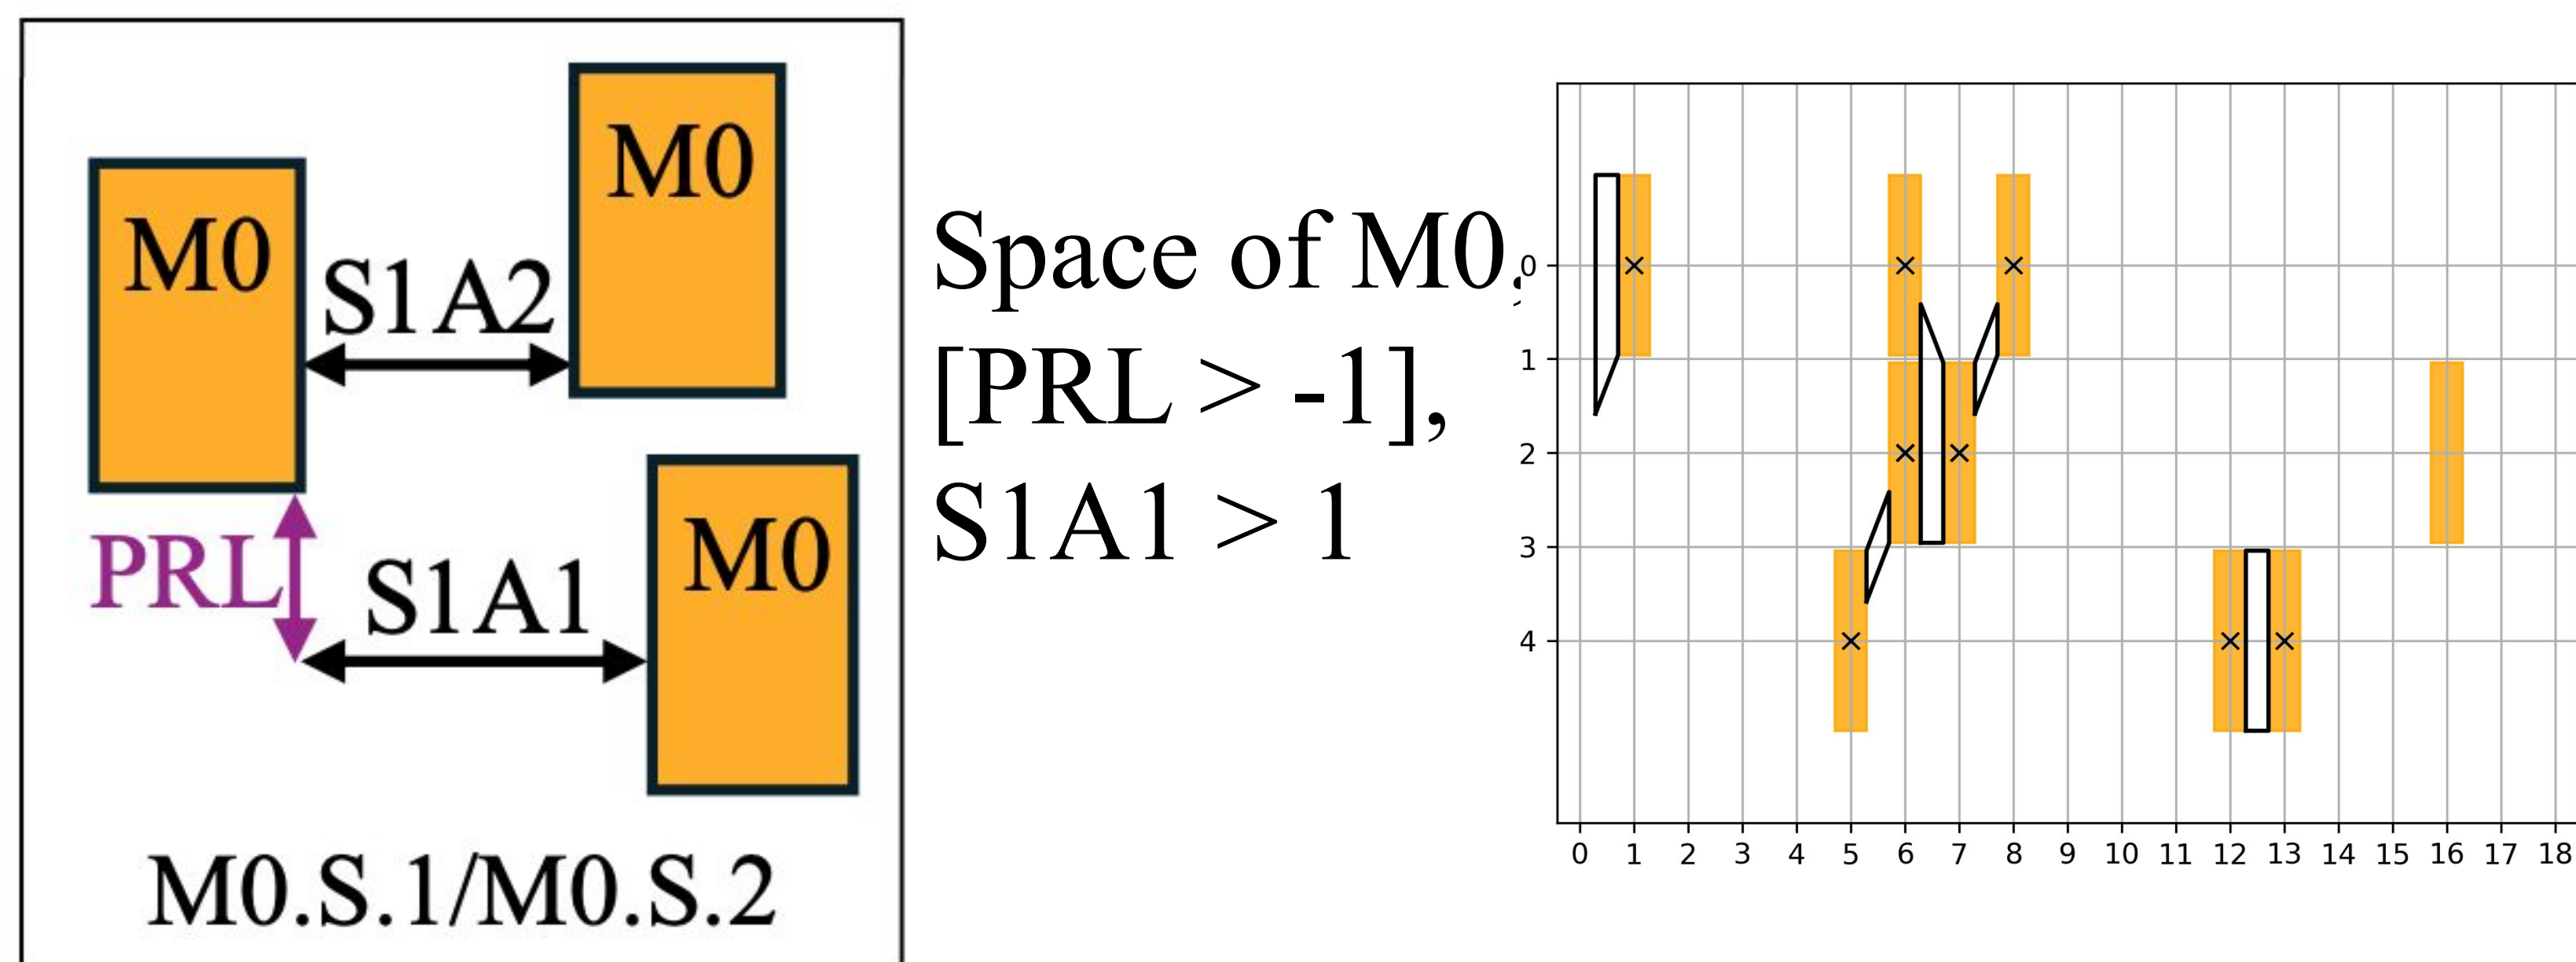 M0
M0
S1A2
PRL
S1A1
M0
M0.S.1/M0.S.2
Space of M0,
[PRL > -1],
S1A1 > 1
0
1
2
3
4
0 1 2 3 4 5 6 7 8 9 10 11 12 13 14 15 16 17 18